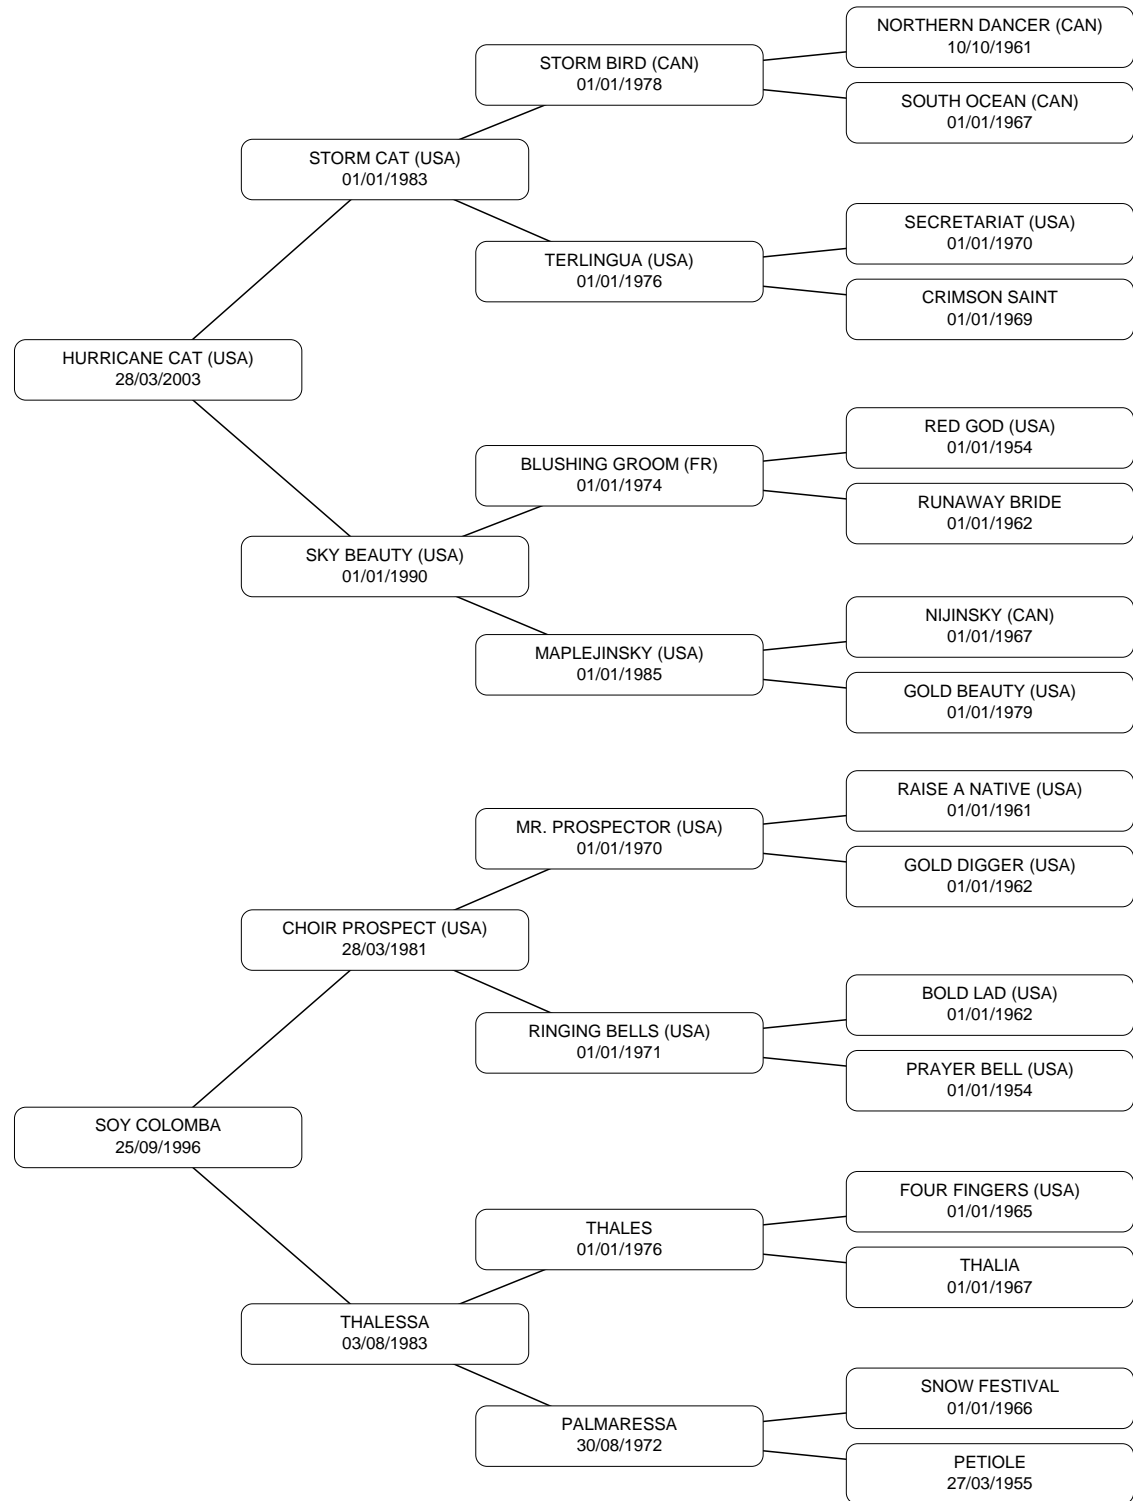 NORTHERN DANCER (CAN)
10/10/1961
STORM BIRD (CAN)
01/01/1978
SOUTH OCEAN (CAN)
01/01/1967
STORM CAT (USA)
01/01/1983
SECRETARIAT (USA)
01/01/1970
TERLINGUA (USA)
01/01/1976
CRIMSON SAINT
01/01/1969
HURRICANE CAT (USA)
28/03/2003
RED GOD (USA)
01/01/1954
BLUSHING GROOM (FR)
01/01/1974
RUNAWAY BRIDE
01/01/1962
SKY BEAUTY (USA)
01/01/1990
NIJINSKY (CAN)
01/01/1967
MAPLEJINSKY (USA)
01/01/1985
GOLD BEAUTY (USA)
01/01/1979
RAISE A NATIVE (USA)
01/01/1961
MR. PROSPECTOR (USA)
01/01/1970
GOLD DIGGER (USA)
01/01/1962
CHOIR PROSPECT (USA)
28/03/1981
BOLD LAD (USA)
01/01/1962
RINGING BELLS (USA)
01/01/1971
PRAYER BELL (USA)
01/01/1954
SOY COLOMBA
25/09/1996
FOUR FINGERS (USA)
01/01/1965
THALES
01/01/1976
THALIA
01/01/1967
THALESSA
03/08/1983
SNOW FESTIVAL
01/01/1966
PALMARESSA
30/08/1972
PETIOLE
27/03/1955